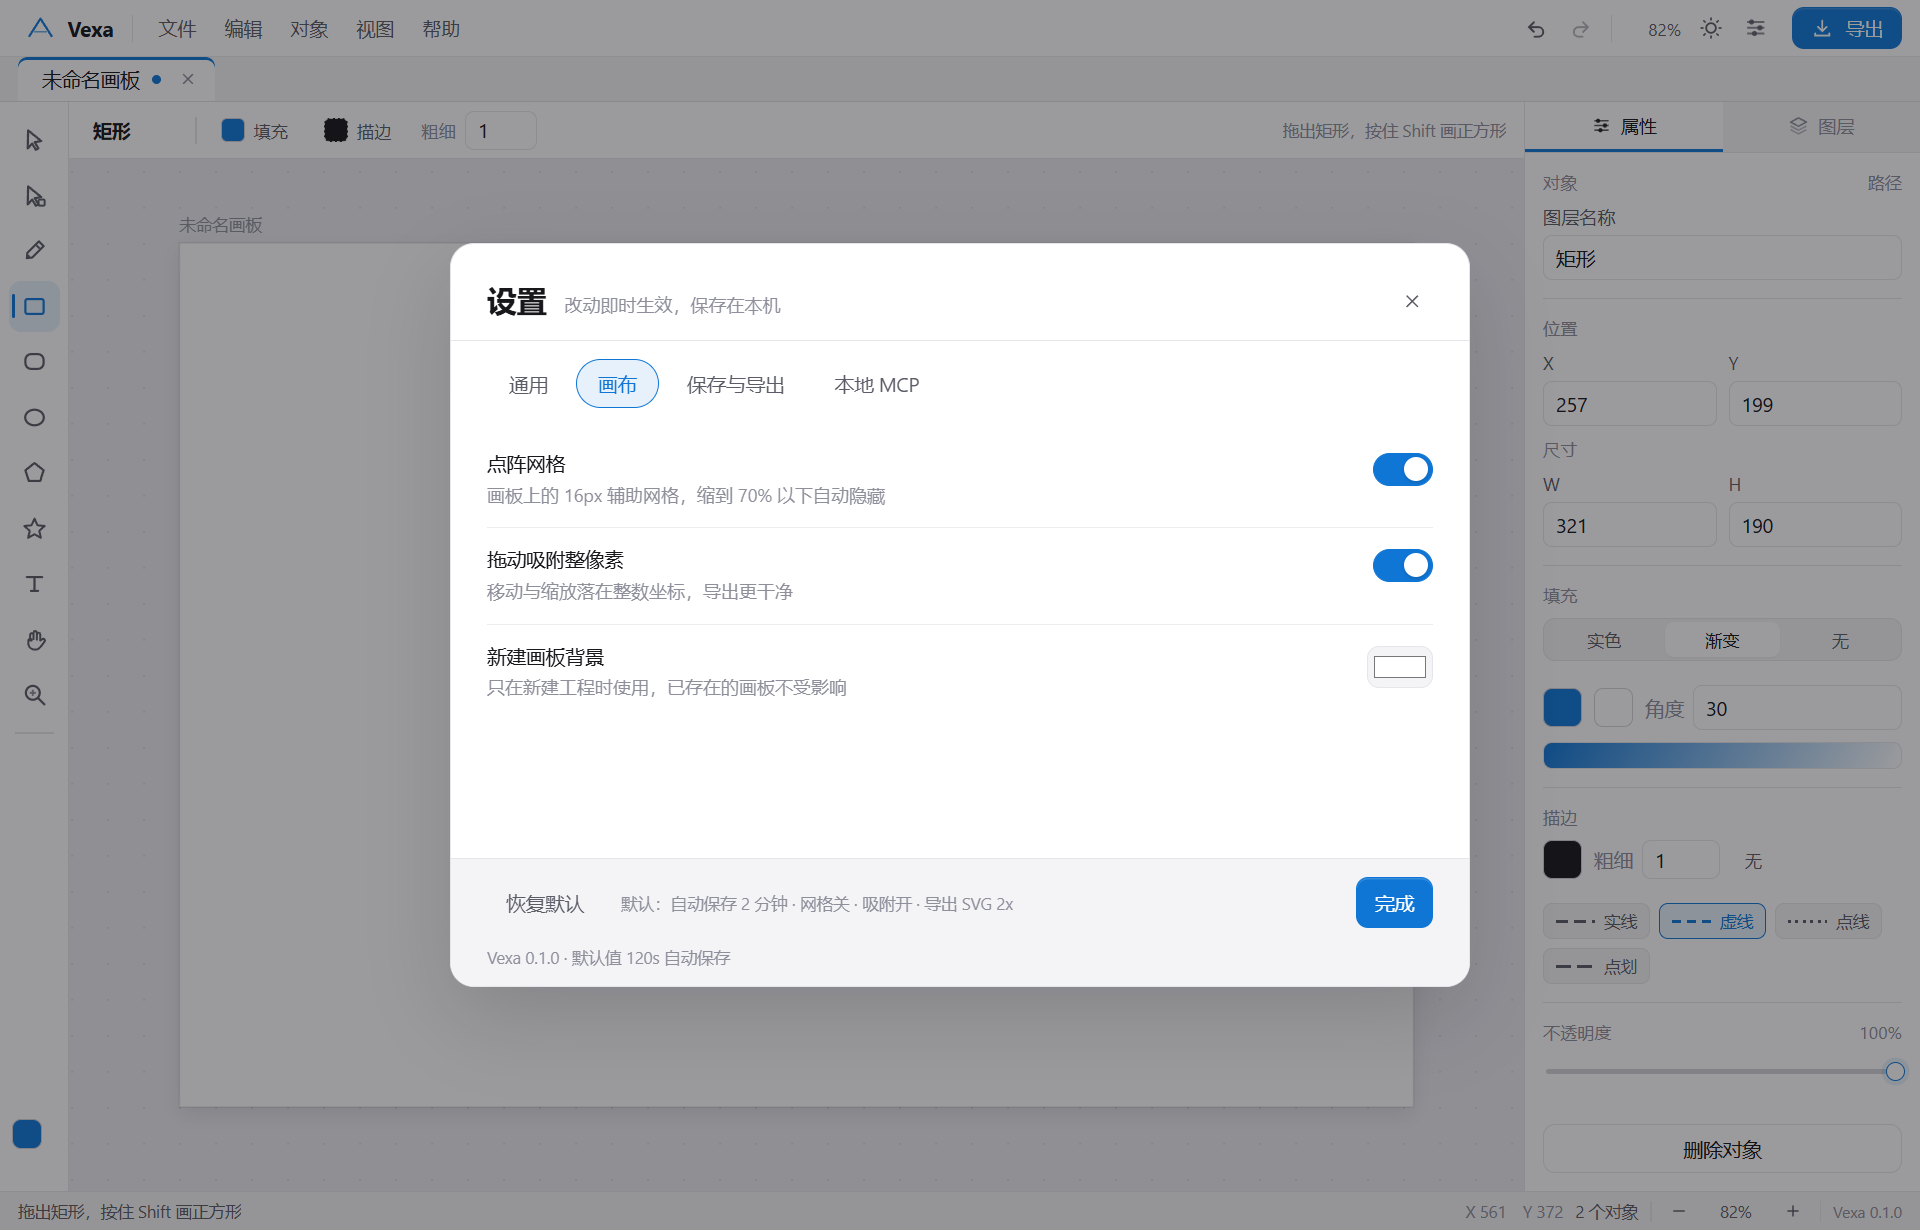 Vexa 文件 编辑 对象 视图 帮助 82% 导出
未命名画板
矩形 填充 描边 粗细 1 拖出矩形，按住 Shift 画正方形
属性 图层
对象 路径
图层名称
矩形
位置
X Y
257 199
尺寸
W H
321 190
填充
实色 渐变 无
角度 30
描边
粗细 1 无
实线 虚线 点线
点划
不透明度 100%
删除对象
未命名画板
设置 改动即时生效，保存在本机
通用 画布 保存与导出 本地 MCP
点阵网格
画板上的 16px 辅助网格，缩到 70% 以下自动隐藏
拖动吸附整像素
移动与缩放落在整数坐标，导出更干净
新建画板背景
只在新建工程时使用，已存在的画板不受影响
恢复默认 默认：自动保存 2 分钟 · 网格关 · 吸附开 · 导出 SVG 2x 完成
Vexa 0.1.0 · 默认值 120s 自动保存
拖出矩形，按住 Shift 画正方形 X 561 Y 372 2 个对象 82% Vexa 0.1.0